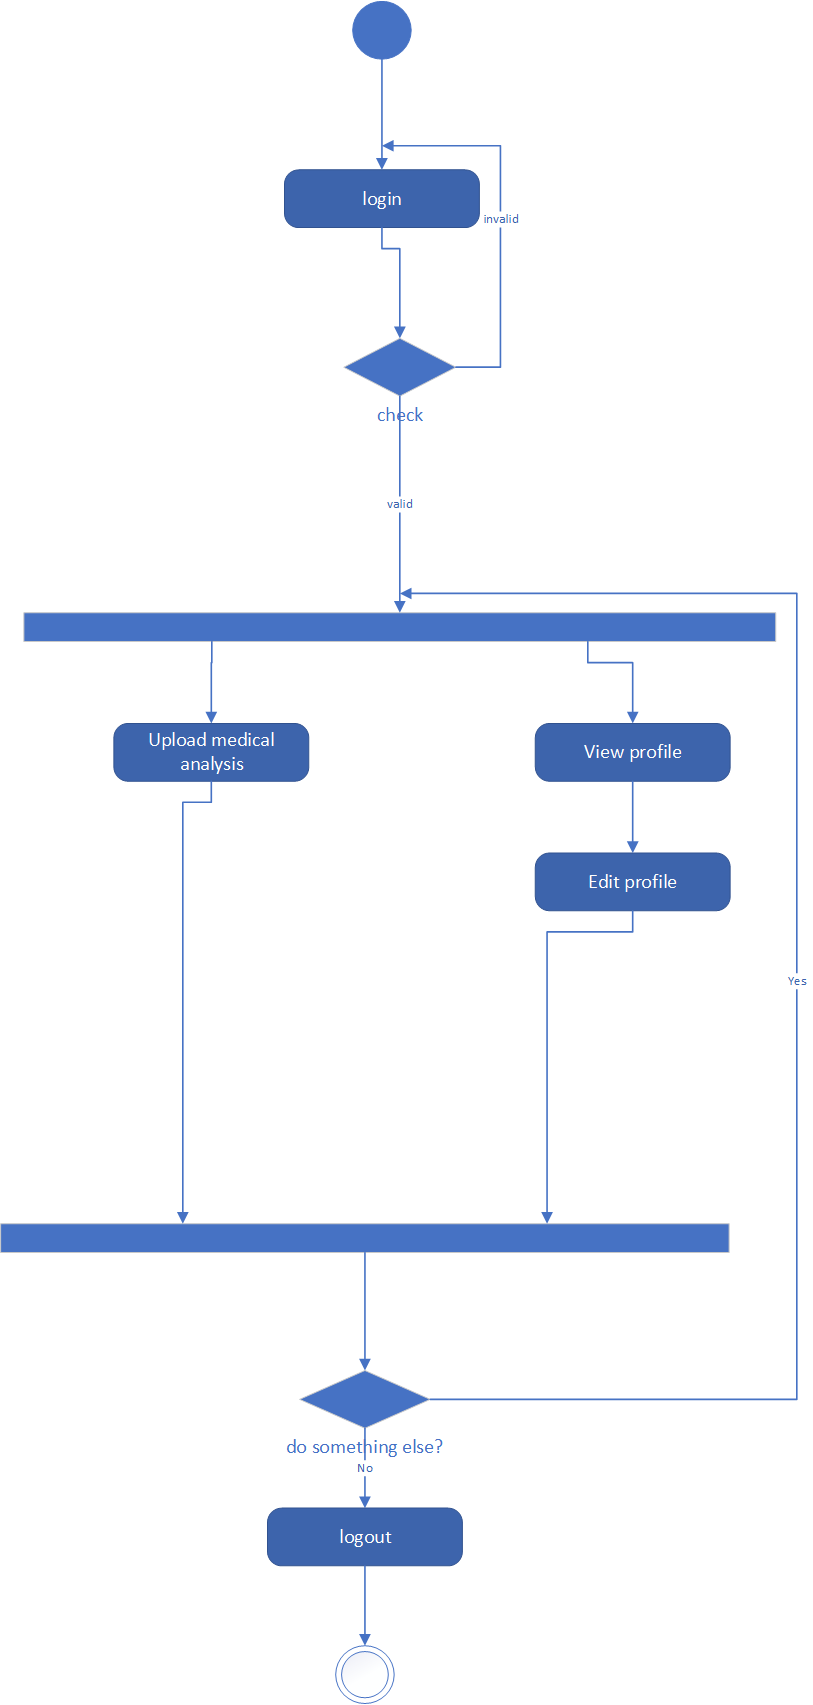 login
invalid
check
valid
Upload medical
analysis
View profile
Edit profile
Yes
do something else?
No
logout